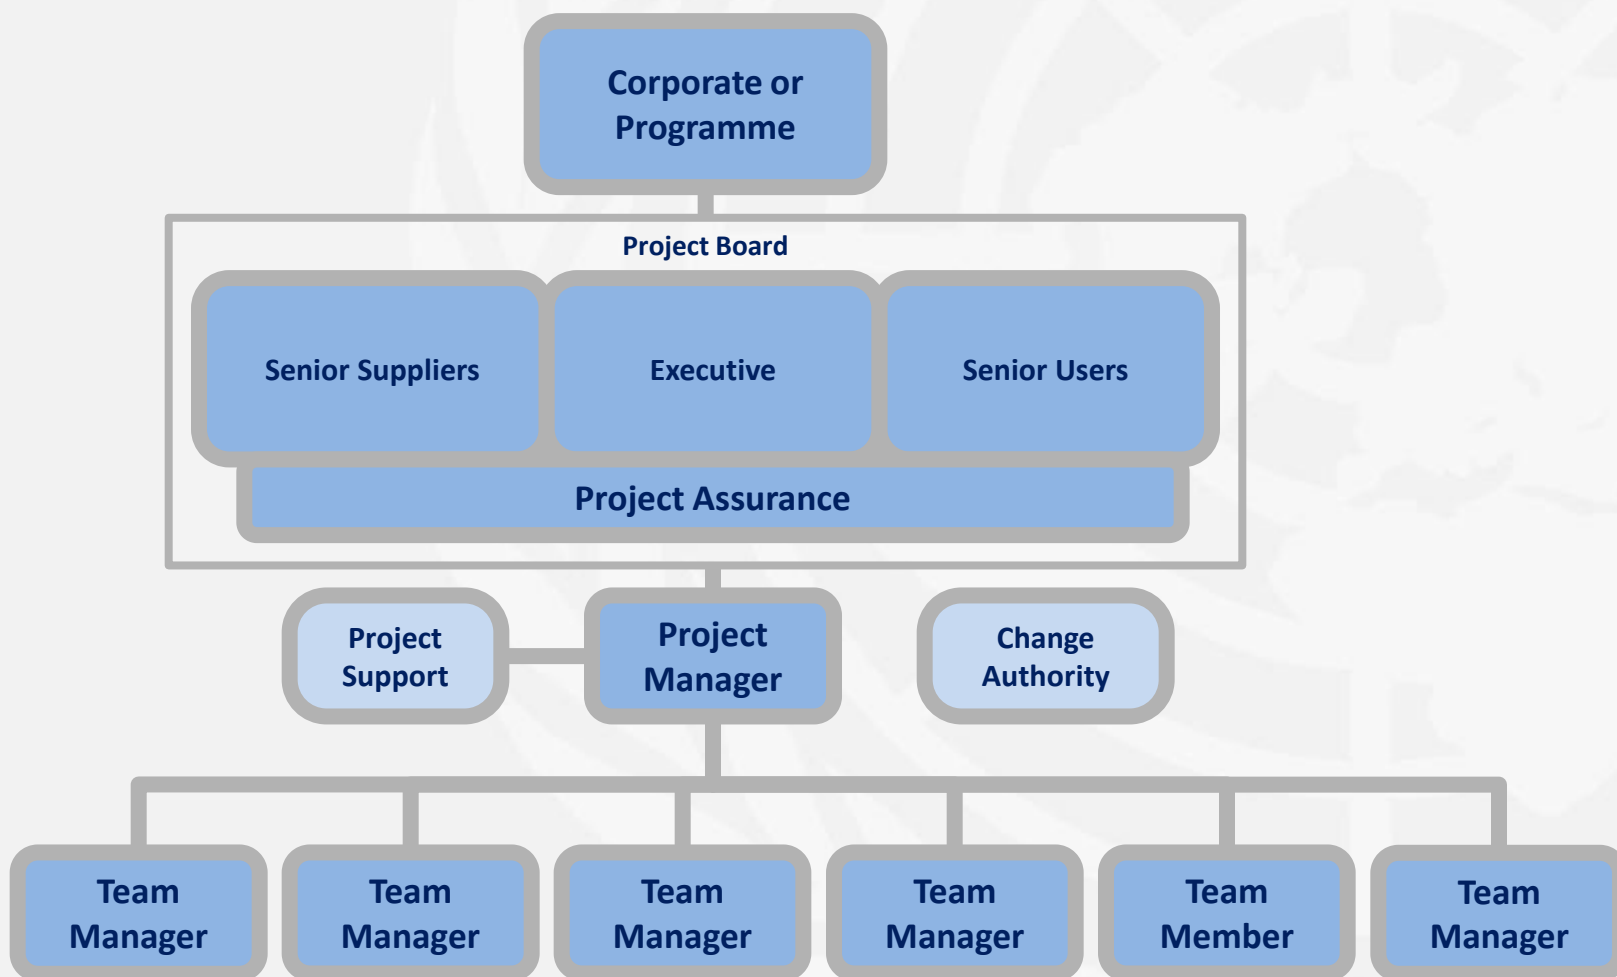 Corporate or
Programme
Project Board
Senior Suppliers
Executive
Senior Users
Project Assurance
Project
Support
Project
Manager
Change
Authority
Team
Manager
Team
Manager
Team
Manager
Team
Manager
Team
Member
Team
Manager